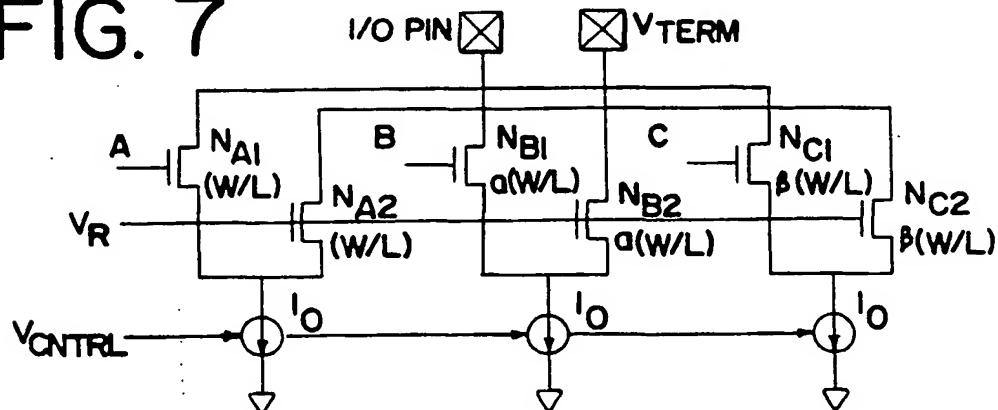 FIG. 7
I/O PIN
VTERM
A
NA1
(W/L)
B
NB1
α(W/L)
C
NC1
β(W/L)
VR
NA2
(W/L)
NB2
α(W/L)
NC2
β(W/L)
IO
IO
IO
VCNTRL